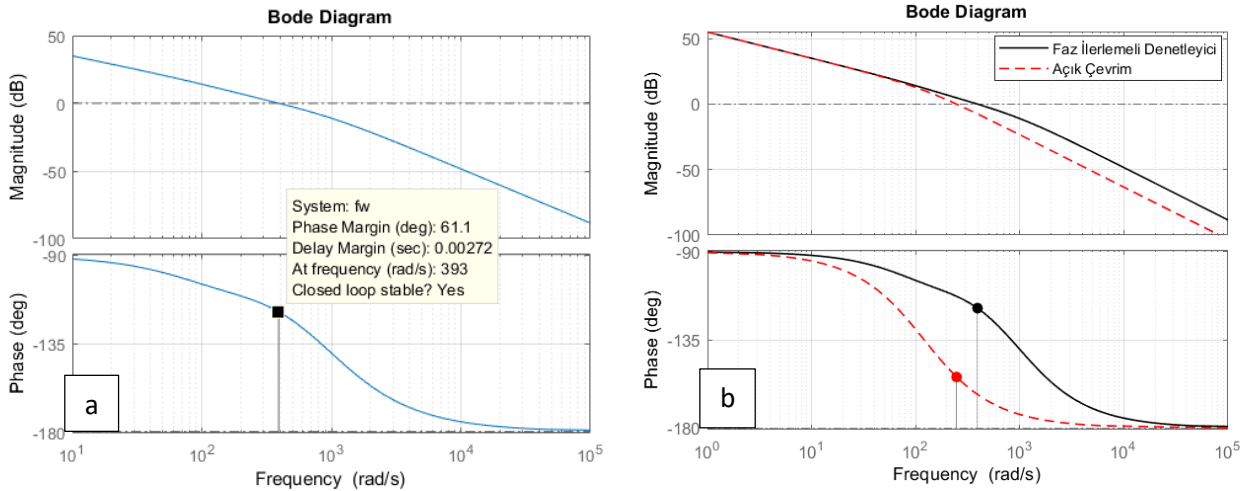 Bode Diagram
50
0
-50
-100
Magnitude (dB)
System: fw
Phase Margin (deg): 61.1
Delay Margin (sec): 0.00272
At frequency (rad/s): 393
Closed loop stable? Yes
-90
-135
-180
Phase (deg)
a
10^1
10^2
10^3
10^4
10^5
Frequency (rad/s)
Bode Diagram
50
0
-50
-100
Magnitude (dB)
Faz İlerlemeli Denetleyici
Açık Çevrim
-90
-135
-180
Phase (deg)
b
10^0
10^1
10^2
10^3
10^4
10^5
Frequency (rad/s)